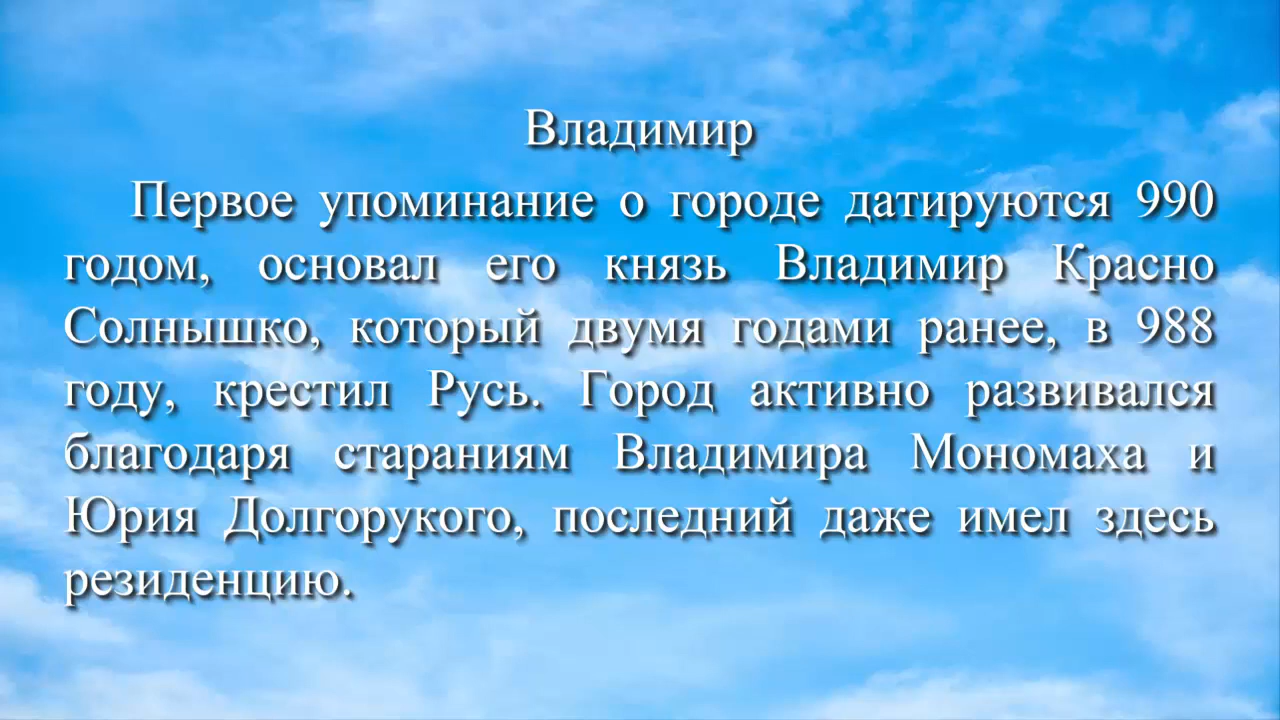 Владимир
Первое упоминание о городе датируются 990
годом, основал его князь Владимир Красно
Солнышко, который двумя годами ранее, в 988
году, крестил Русь. Город активно развивался
благодаря стараниям Владимира Мономаха и
Юрия Долгорукого, последний даже имел здесь
резиденцию.